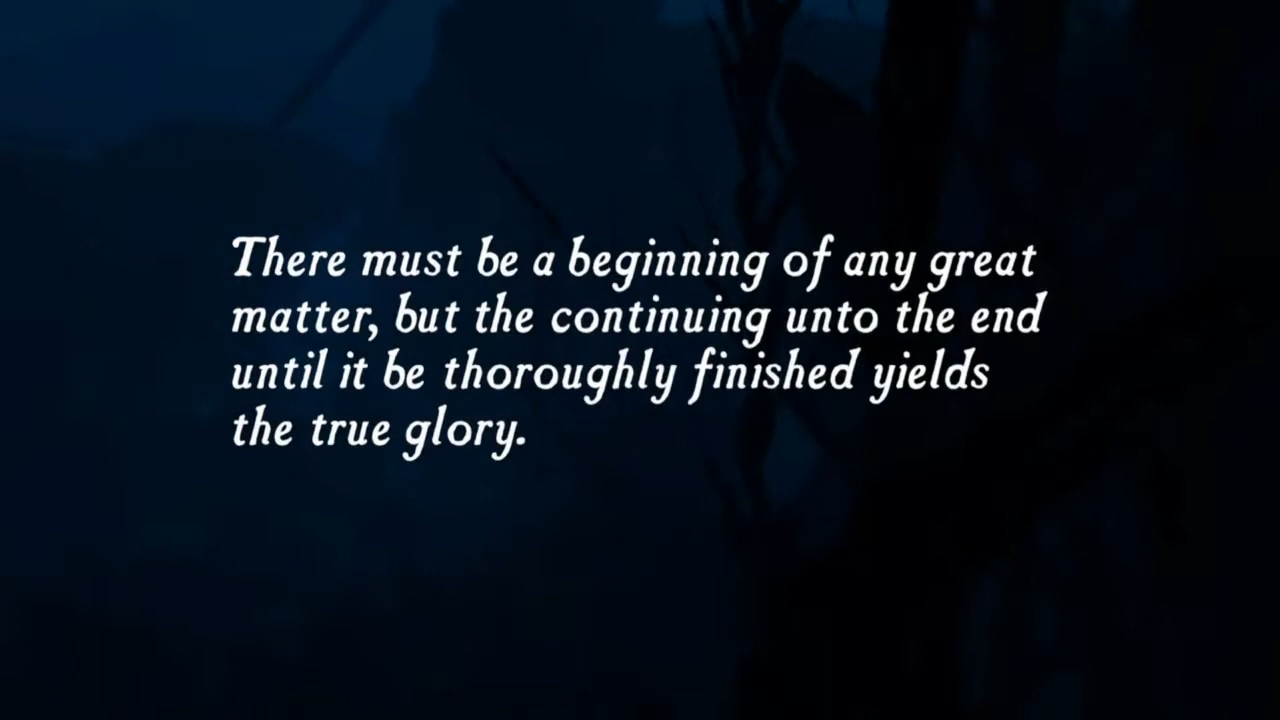 There must be a beginning of any great
matter, but the continuing unto the end
until it be thoroughly finished yields
the true glory.